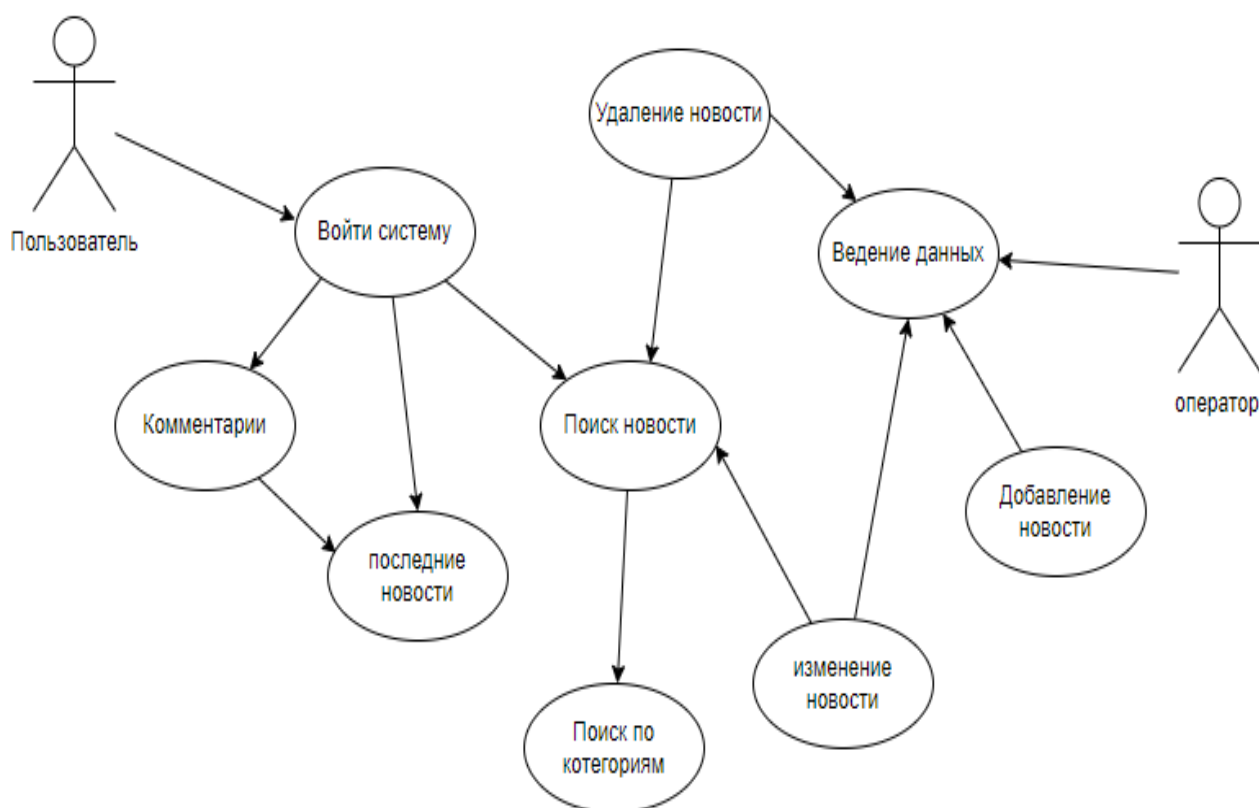 Удаление новости
Пользователь
Войти систему
Ведение данных
оператор
Комментарии
Поиск новости
Добавление
новости
последние
новости
изменение
новости
Поиск по
котегориям